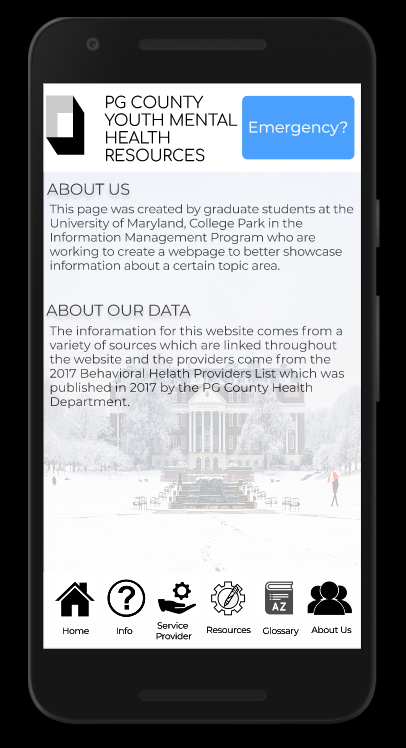 PG COUNTY
YOUTH MENTAL
HEALTH
RESOURCES
Emergency?
ABOUT US
This page was created by graduate students at the
University of Maryland, College Park in the
Information Management Program who are
working to create a webpage to better showcase
information about a certain topic area.
ABOUT OUR DATA
The inforamation for this website comes from a
variety of sources which are linked throughout
the website and the providers come from the
2017 Behavioral Helath Providers List which was
published in 2017 by the PG County Health
Department.
AZ
Home
Info
Service
Provider
Resources
Glossary
About Us